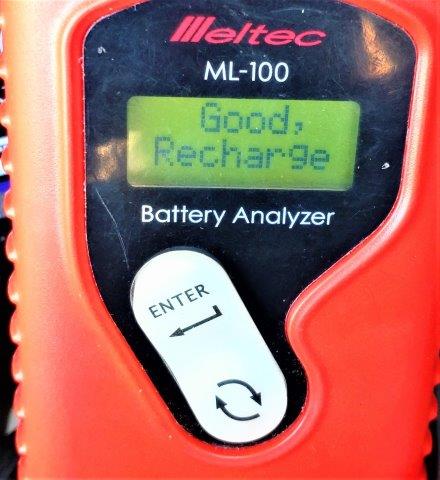 Meltec
ML-100
Good,
Recharge
Battery Analyzer
ENTER